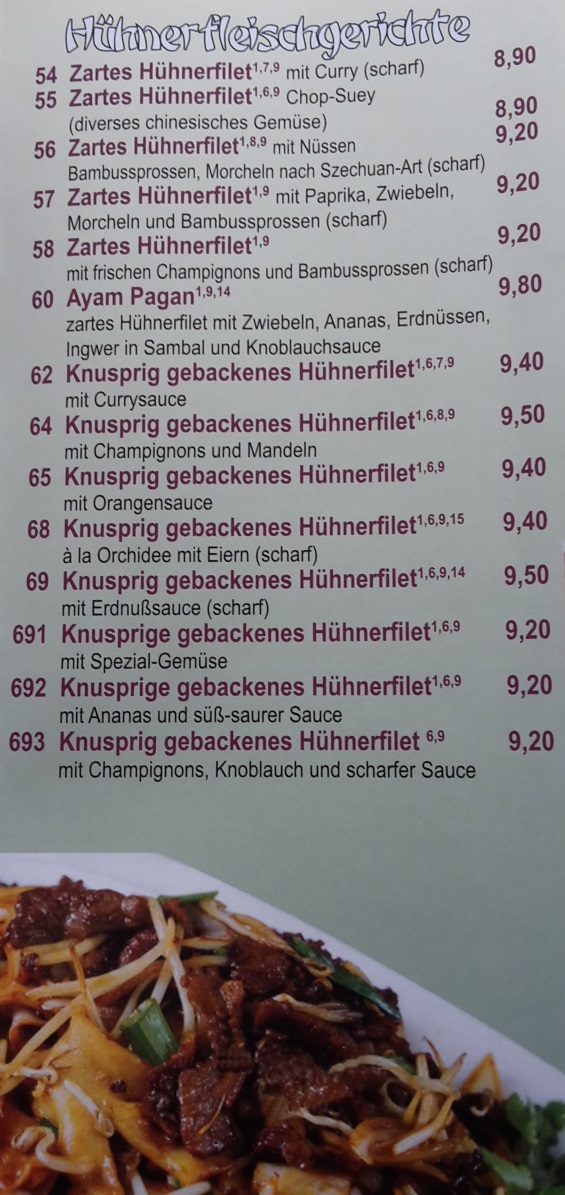 Hühnerfleischgerichte
54 Zartes Hühnerfilet1,7,9 mit Curry (scharf) 8,90
55 Zartes Hühnerfilet1,6,9 Chop-Suey
(diverses chinesisches Gemüse) 8,90
56 Zartes Hühnerfilet1,8,9 mit Nüssen 9,20
Bambussprossen, Morcheln nach Szechuan-Art (scharf)
57 Zartes Hühnerfilet1,9 mit Paprika, Zwiebeln, 9,20
Morcheln und Bambussprossen (scharf)
58 Zartes Hühnerfilet1,9 9,20
mit frischen Champignons und Bambussprossen (scharf)
60 Ayam Pagan1,9,14 9,80
zartes Hühnerfilet mit Zwiebeln, Ananas, Erdnüssen,
Ingwer in Sambal und Knoblauchsauce
62 Knusprig gebackenes Hühnerfilet1,6,7,9 9,40
mit Currysauce
64 Knusprig gebackenes Hühnerfilet1,6,8,9 9,50
mit Champignons und Mandeln
65 Knusprig gebackenes Hühnerfilet1,6,9 9,40
mit Orangensauce
68 Knusprig gebackenes Hühnerfilet1,6,9,15 9,40
à la Orchidee mit Eiern (scharf)
69 Knusprig gebackenes Hühnerfilet1,6,9,14 9,50
mit Erdnußsauce (scharf)
691 Knusprige gebackenes Hühnerfilet1,6,9 9,20
mit Spezial-Gemüse
692 Knusprige gebackenes Hühnerfilet1,6,9 9,20
mit Ananas und süß-saurer Sauce
693 Knusprig gebackenes Hühnerfilet 6,9 9,20
mit Champignons, Knoblauch und scharfer Sauce